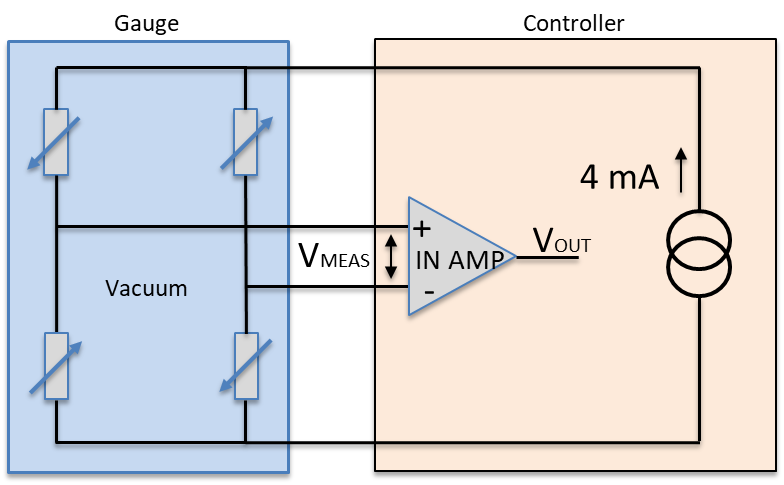 Gauge
Controller
4 mA
+
VMEAS
IN AMP
VOUT
Vacuum
-